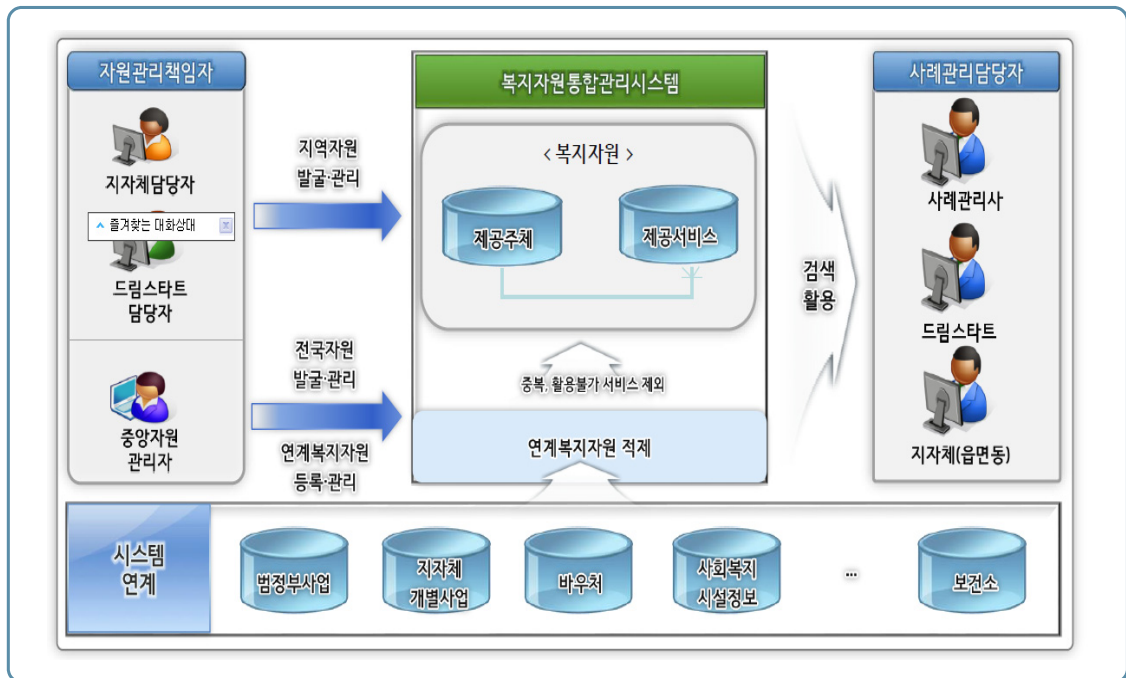 자원관리책임자
지자체담당자
즐겨찾는 대화상대
드림스타트
담당자
중앙자원
관리자
지역자원
발굴·관리
전국자원
발굴·관리
연계복지자원
등록·관리
복지자원통합관리시스템
< 복지자원 >
제공주체
제공서비스
중복, 활용불가 서비스 제외
연계복지자원 적제
검색
활용
사례관리담당자
사례관리사
드림스타트
지자체(읍면동)
시스템
연계
범정부사업
지자체
개별사업
바우처
사회복지
시설정보
...
보건소